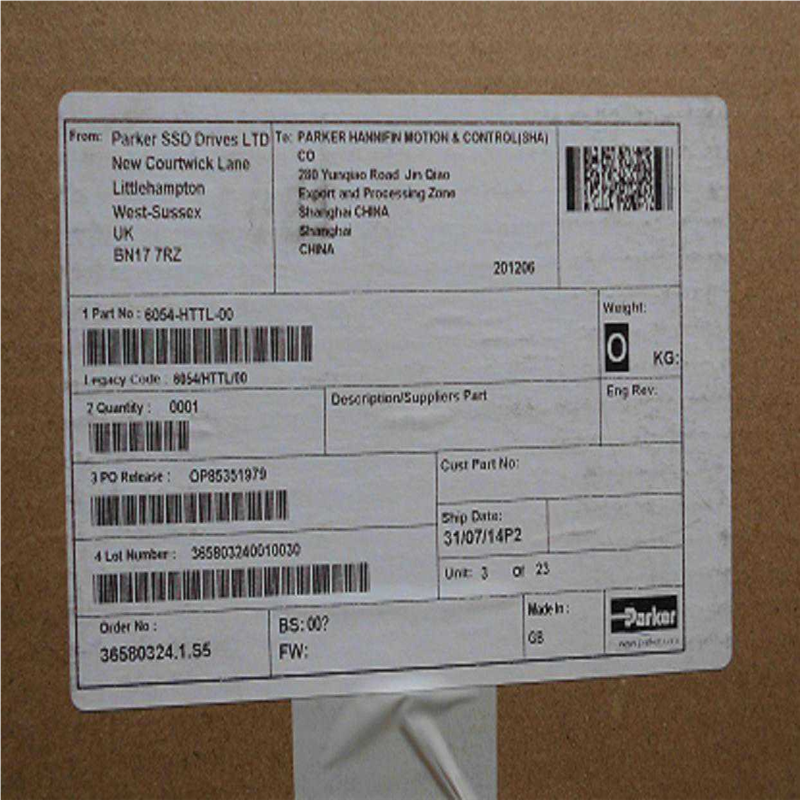 From: Parker SSD Drives LTD
New Courtwick Lane
Littlehampton
West-Sussex
UK
BN17 7RZ
To: PARKER HANNIFIN MOTION & CONTROL(SHA)
CO
280 Yunqiao Road Jin Qiao
Export and Processing Zone
Shanghai CHINA
Shanghai
CHINA
201206
1 Part No : 6054-HTTL-00
Legacy Code : 6054/HTTL/00
Weight:
0 KG:
2 Quantity : 0001
Description/Suppliers Part
Eng Rev:
3 PO Release : OP85351979
Cust Part No:
Ship Date:
31/07/14P2
4 Lot Number : 365803240010030
Unit: 3 of 23
Order No :
36580324.1.S5
BS: 00?
FW:
Made In :
GB
Parker